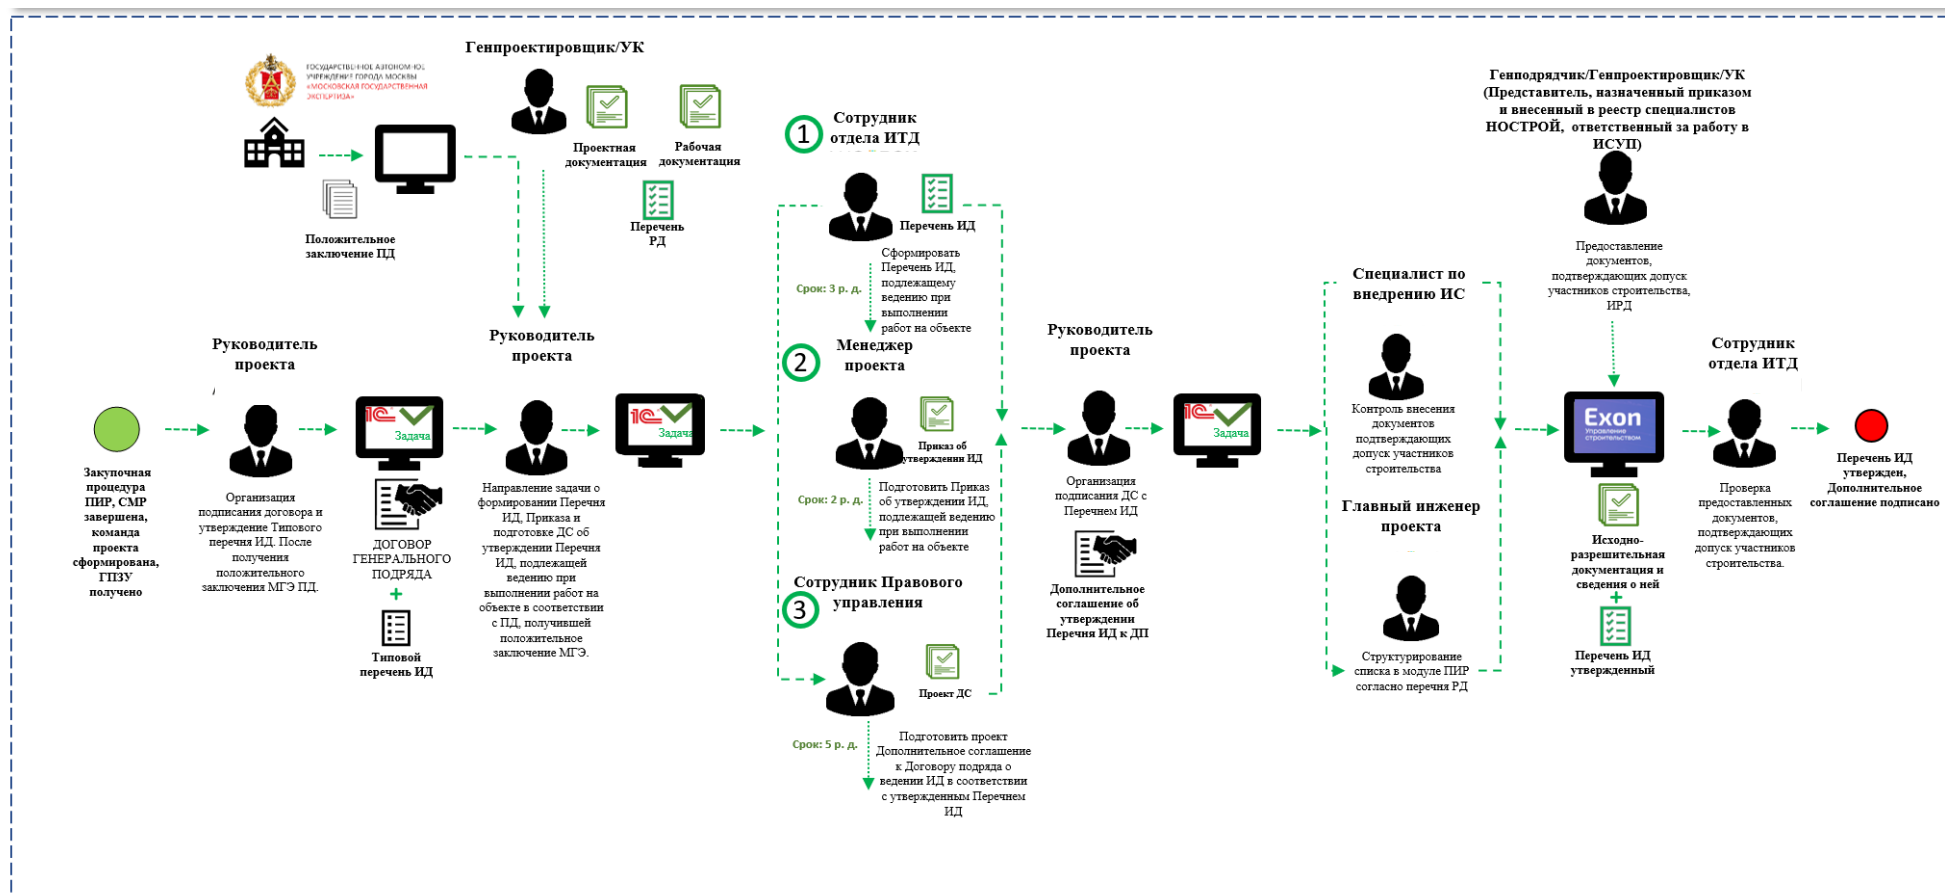 ГОСУДАРСТВЕННОЕ АВТОНОМНОЕ
УЧРЕЖДЕНИЕ ГОРОДА МОСКВЫ
«МОСКОВСКАЯ ГОСУДАРСТВЕННАЯ
ЭКСПЕРТИЗА»
Положительное
заключение ПД
Генпроектировщик/УК
Проектная
документация
Рабочая
документация
Перечень
РД
Закупочная
процедура
ПИР, СМР
завершена,
команда
проекта
сформирована,
ГПЗУ
получено
Руководитель
проекта
Организация
подписания договора и
утверждение Типового
перечня ИД. После
получения
положительного
заключения МГЭ ПД.
1С
Задача
ДОГОВОР
ГЕНЕРАЛЬНОГО
ПОДРЯДА
+
Типовой
перечень ИД
Руководитель
проекта
Направление задачи о
формировании Перечня
ИД, Приказа и
подготовке ДС об
утверждении Перечня
ИД, подлежащей
ведению при
выполнении работ на
объекте в соответствии
с ПД, получившей
положительное
заключение МГЭ.
1С
Задача
1
Сотрудник
отдела ИТД
Перечень ИД
Срок: 3 р. д.
Сформировать
Перечень ИД,
подлежащему
ведению при
выполнении
работ на объекте
2
Менеджер
проекта
Приказ об
утверждении ИД
Срок: 2 р. д.
Подготовить Приказ
об утверждении ИД,
подлежащей ведению
при выполнении
работ на объекте
3
Сотрудник Правового
управления
Проект ДС
Срок: 5 р. д.
Подготовить проект
Дополнительное соглашение
к Договору подряда о
ведении ИД в соответствии
с утвержденным Перечнем
ИД
Руководитель
проекта
Организация
подписания ДС с
Перечнем ИД
Дополнительное
соглашение об
утверждении
Перечня ИД к ДП
1С
Задача
Специалист по
внедрению ИС
Контроль внесения
документов
подтверждающих
допуск участников
строительства
Главный инженер
проекта
Структурирование
списка в модуле ПИР
согласно перечня РД
Генподрядчик/Генпроектировщик/УК
(Представитель, назначенный приказом
и внесенный в реестр специалистов
НОСТРОЙ, ответственный за работу в
ИСУП)
Предоставление
документов,
подтверждающих допуск
участников строительства,
ИРД
Exon
Управление
строительством
Исходно-
разрешительная
документация и
сведения о ней
+
Перечень ИД
утвержденный
Сотрудник
отдела ИТД
Проверка
предоставленных
документов,
подтверждающих
допуск участников
строительства.
Перечень ИД
утвержден,
Дополнительное
соглашение подписано